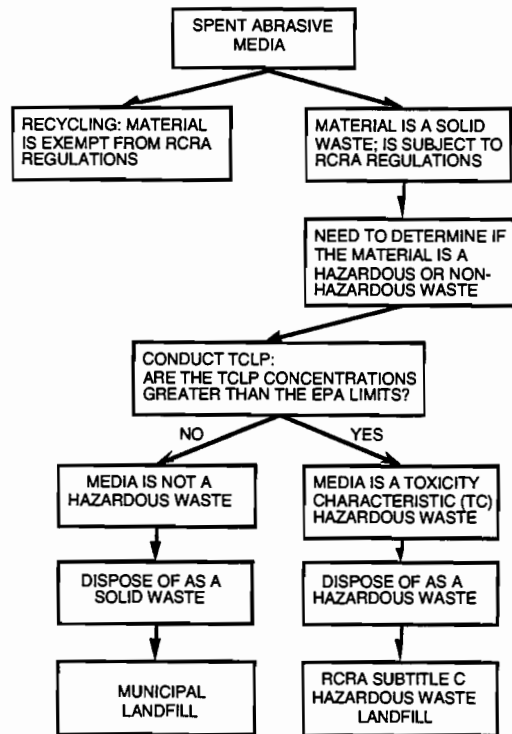 SPENT ABRASIVE
MEDIA
RECYCLING: MATERIAL
IS EXEMPT FROM RCRA
REGULATIONS
MATERIAL IS A SOLID
WASTE; IS SUBJECT TO
RCRA REGULATIONS
NEED TO DETERMINE IF
THE MATERIAL IS A
HAZARDOUS OR NON-
HAZARDOUS WASTE
CONDUCT TCLP:
ARE THE TCLP CONCENTRATIONS
GREATER THAN THE EPA LIMITS?
NO
YES
MEDIA IS NOT A
HAZARDOUS WASTE
MEDIA IS A TOXICITY
CHARACTERISTIC (TC)
HAZARDOUS WASTE
DISPOSE OF AS A
SOLID WASTE
DISPOSE OF AS A
HAZARDOUS WASTE
MUNICIPAL
LANDFILL
RCRA SUBTITLE C
HAZARDOUS WASTE
LANDFILL